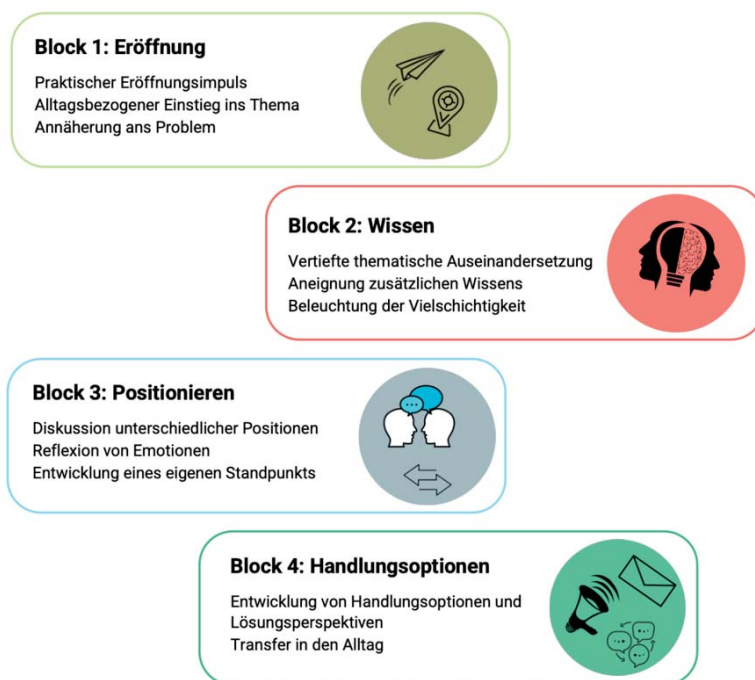 Block 1: Eröffnung
Praktischer Eröffnungsimpuls
Alltagsbezogener Einstieg ins Thema
Annäherung ans Problem
Block 2: Wissen
Vertiefte thematische Auseinandersetzung
Aneignung zusätzlichen Wissens
Beleuchtung der Vielschichtigkeit
Block 3: Positionieren
Diskussion unterschiedlicher Positionen
Reflexion von Emotionen
Entwicklung eines eigenen Standpunkts
Block 4: Handlungsoptionen
Entwicklung von Handlungsoptionen und
Lösungsperspektiven
Transfer in den Alltag